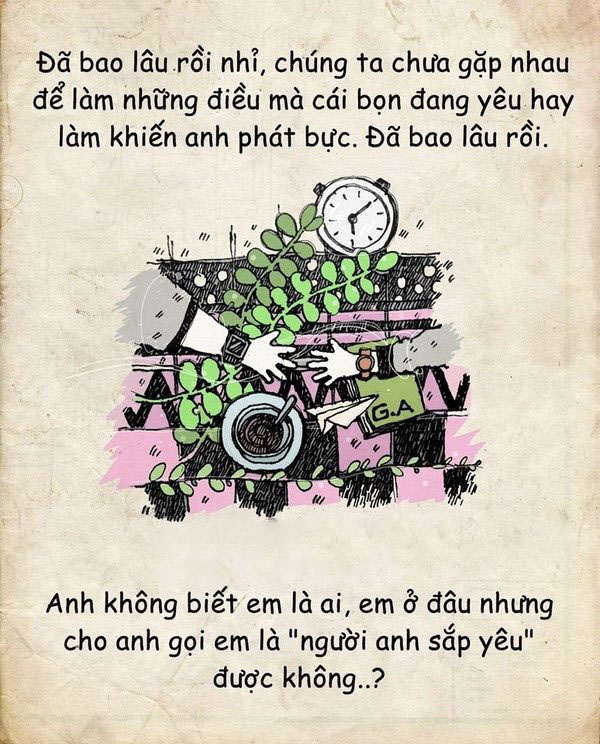 Đã bao lâu rồi nhỉ, chúng ta chưa gặp nhau
để làm những điều mà cái bọn đang yêu hay
làm khiến anh phát bực. Đã bao lâu rồi.
G.A
Anh không biết em là ai, em ở đâu nhưng
cho anh gọi em là "người anh sắp yêu"
được không..?